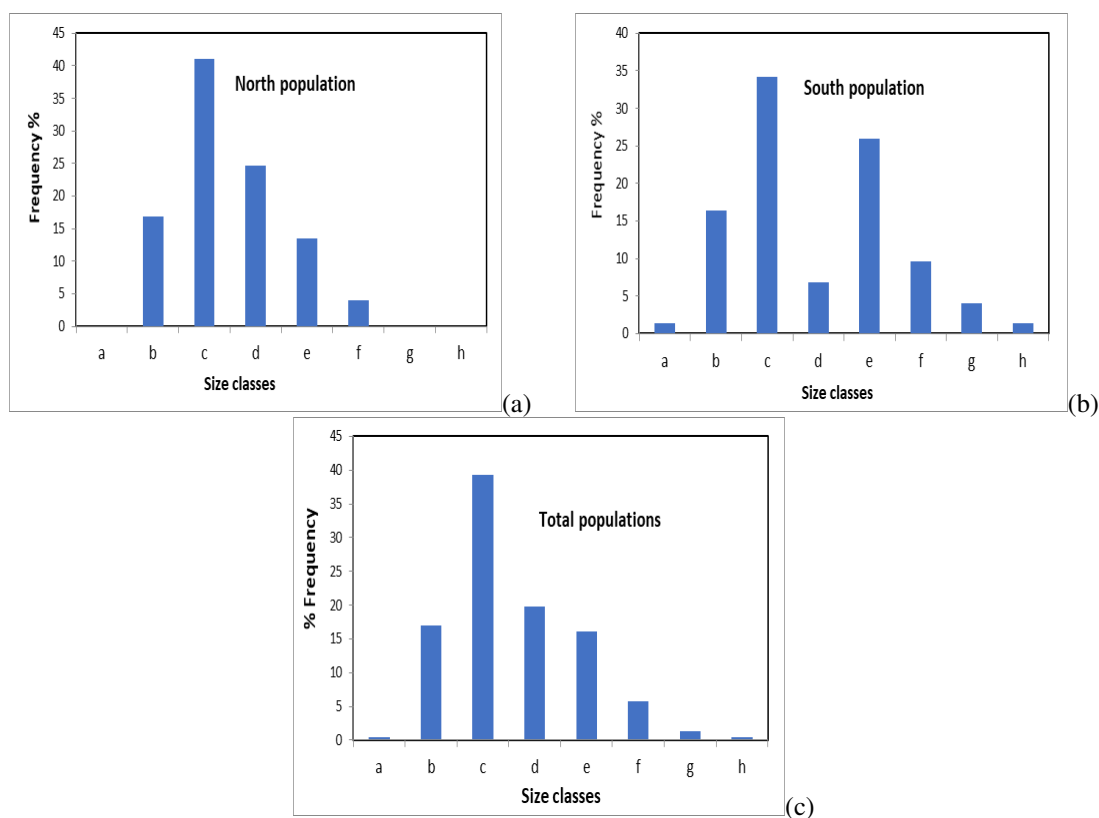 Frequency %
45
40
35
30
25
20
15
10
5
0
North population
a b c d e f g h
Size classes
(a)
Frequency %
40
35
30
25
20
15
10
5
0
South population
a b c d e f g h
Size classes
(b)
% Frequency
45
40
35
30
25
20
15
10
5
0
Total populations
a b c d e f g h
Size classes
(c)